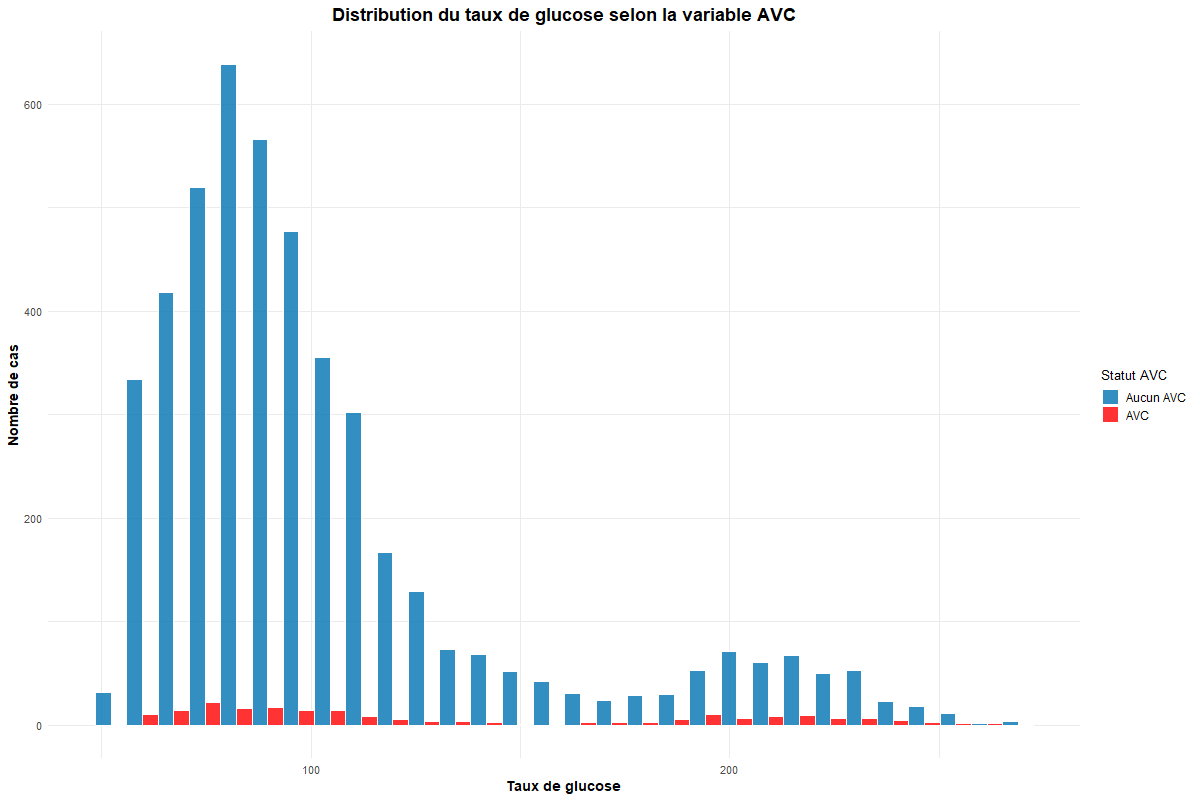 Distribution du taux de glucose selon la variable AVC
600
400
200
0
Nombre de cas
100
200
Taux de glucose
Statut AVC
Aucun AVC
AVC